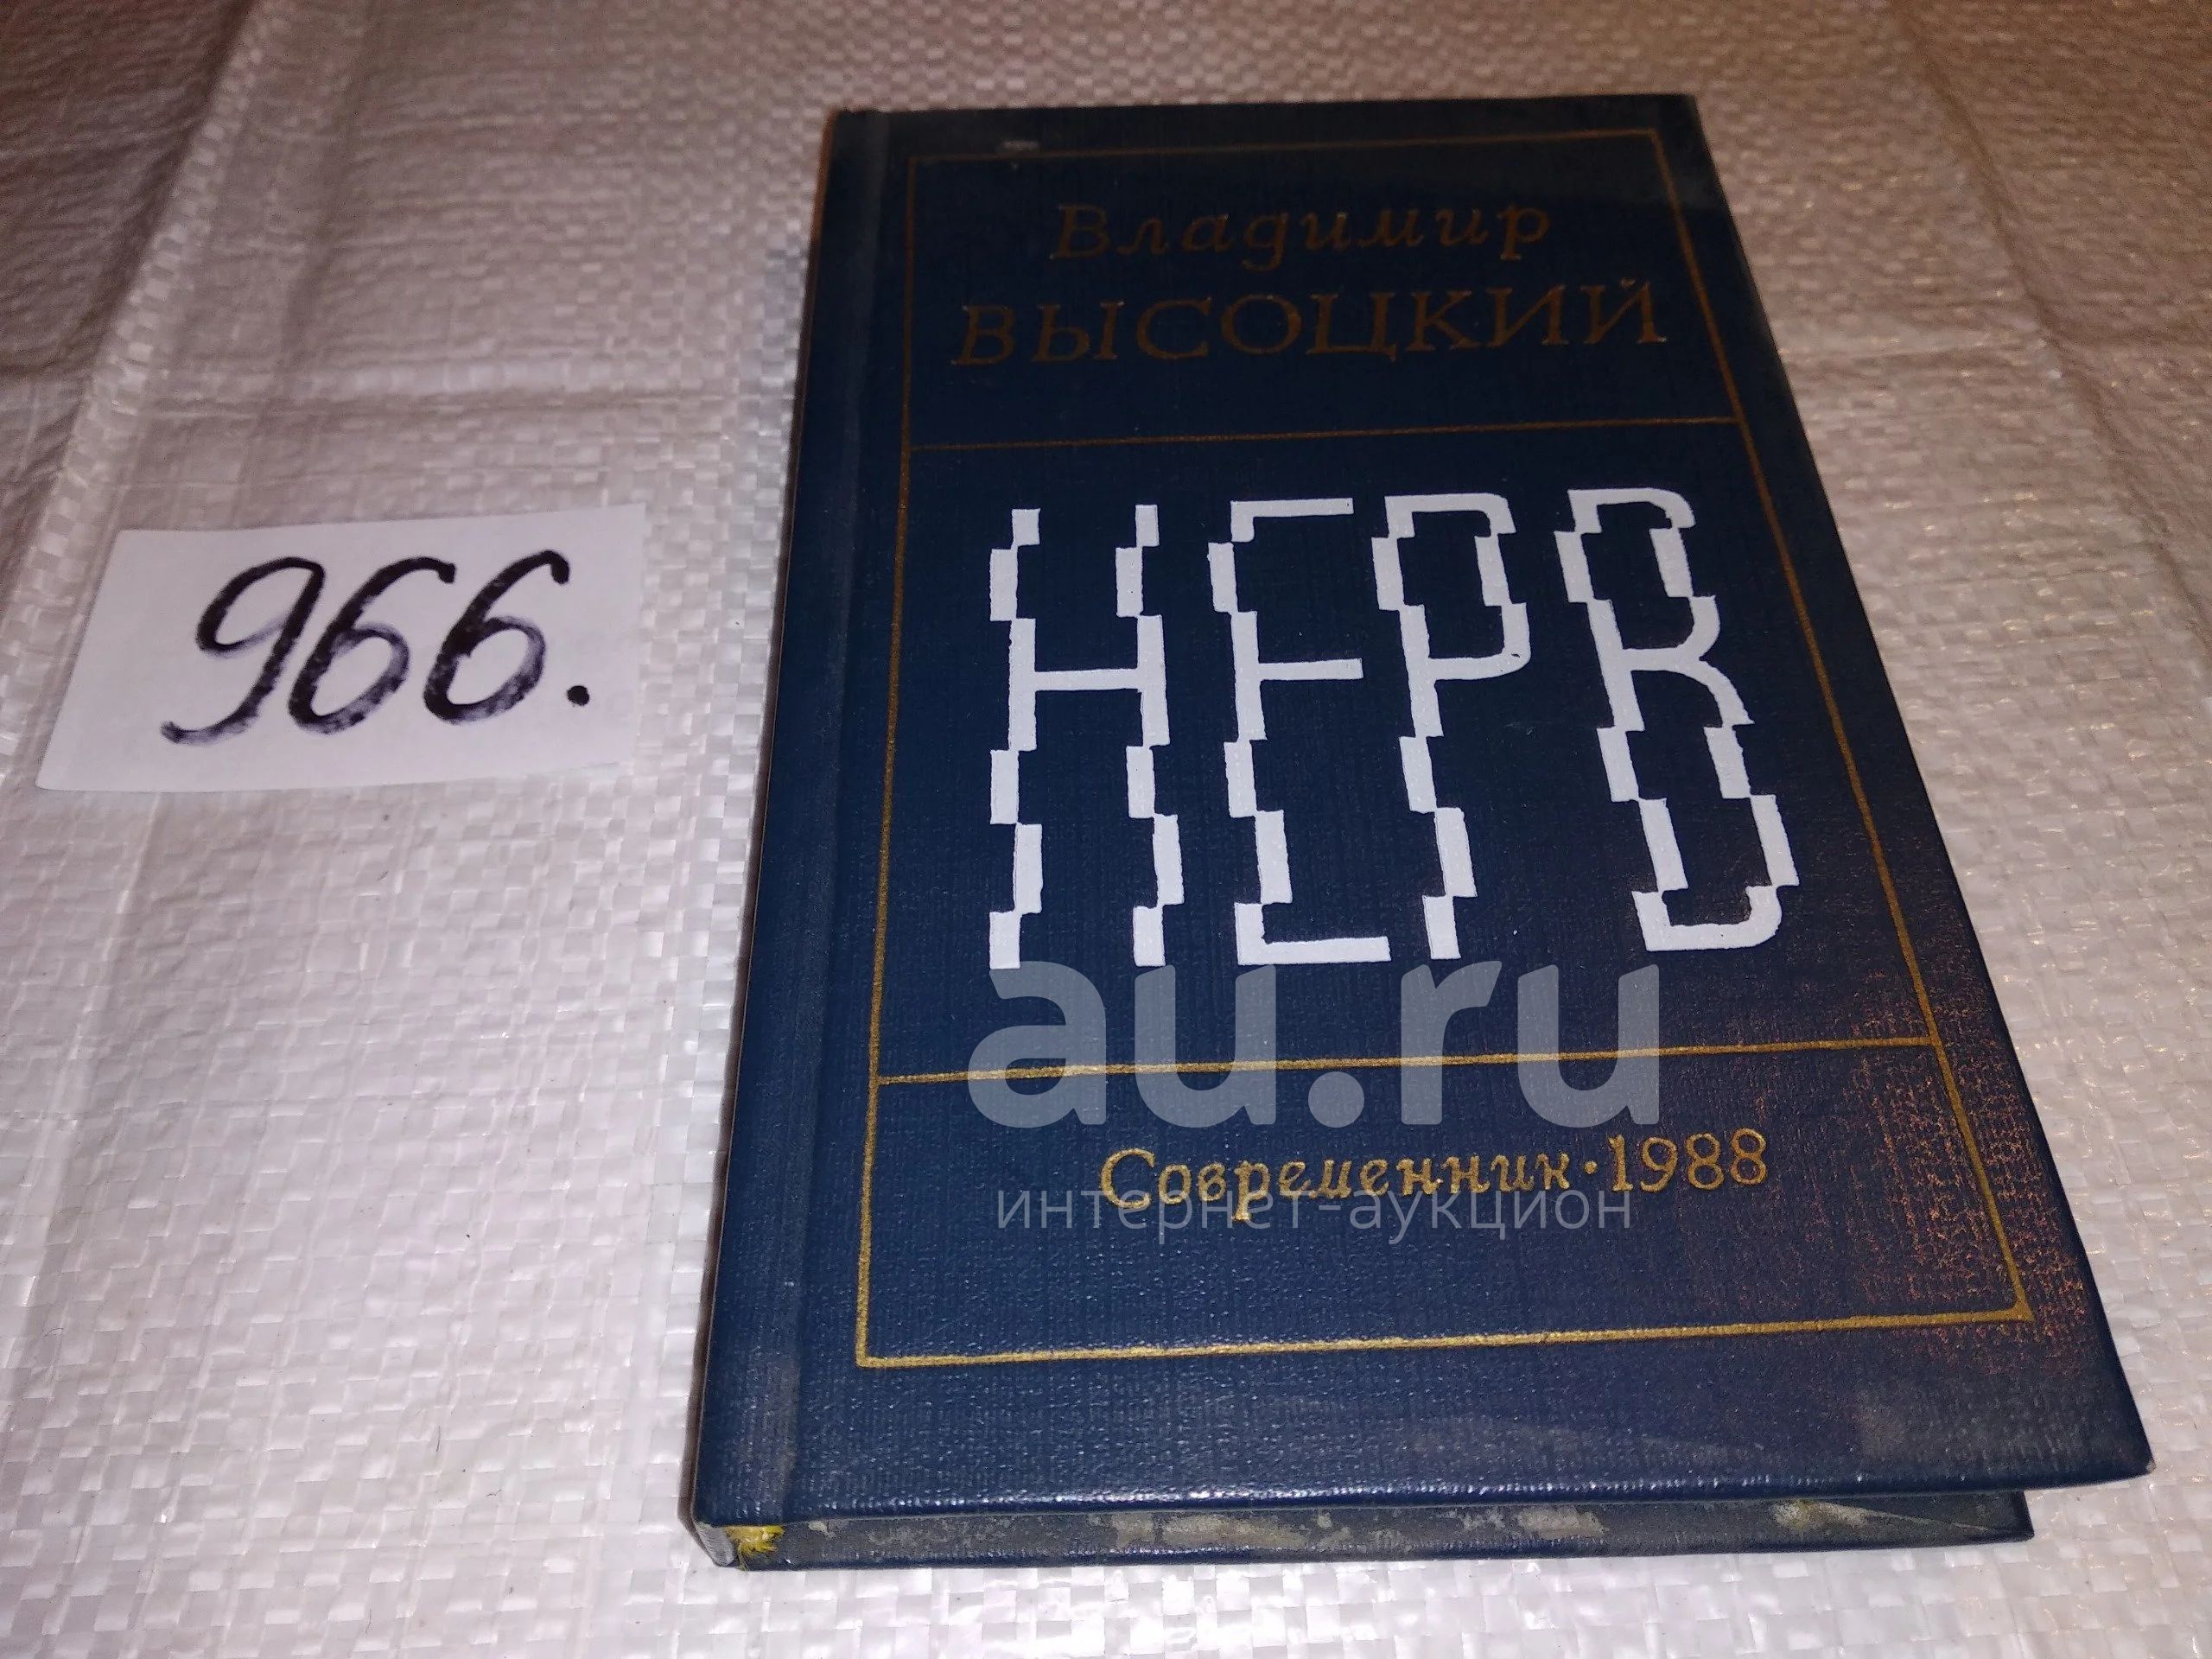 966.
Владимир
ВЫСОЦКИЙ
НЕРВ
au.ru
Современник·1988
интернет-аукцион